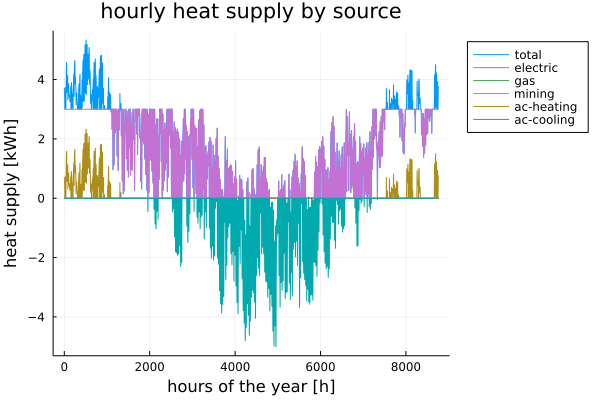 hourly heat supply by source
heat supply [kWh]
4
2
0
−2
−4
0
2000
4000
6000
8000
hours of the year [h]
total
electric
gas
mining
ac-heating
ac-cooling